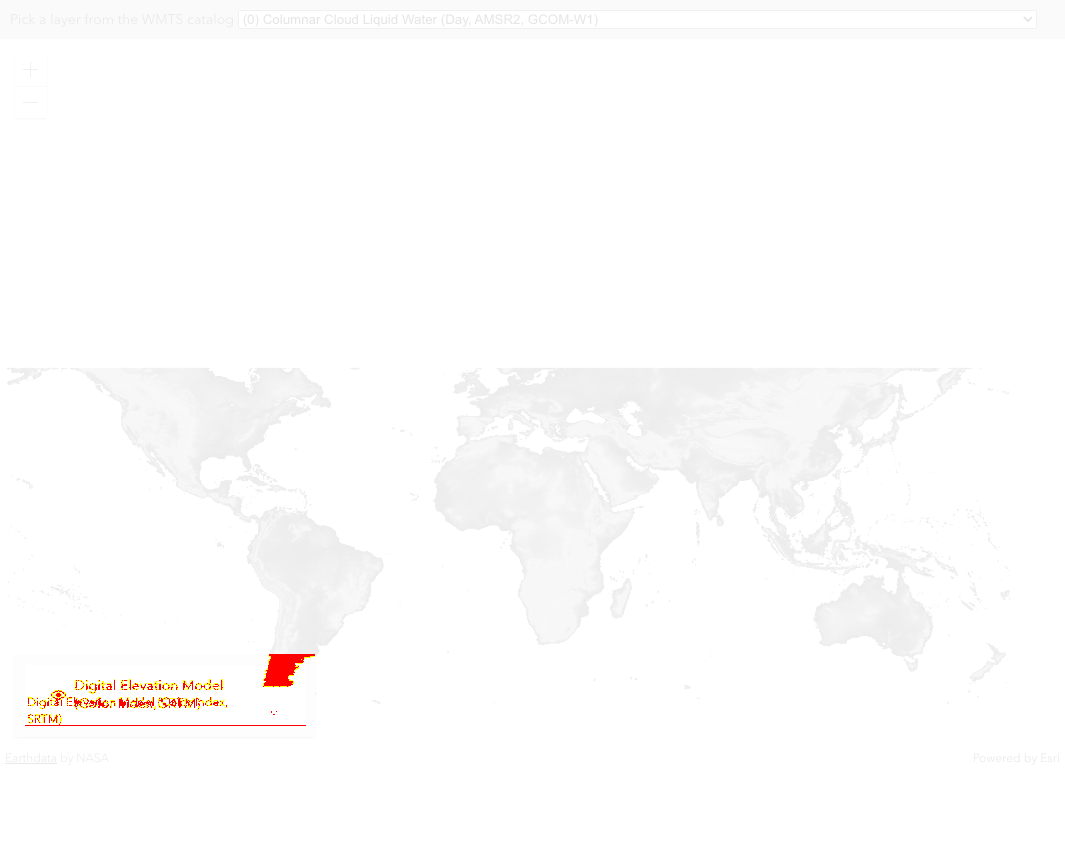 Pick a layer from the WMTS catalog (0) Columnar Cloud Liquid Water (Day, AMSR2, GCOM-W1)
+
−
Digital Elevation Model
Digital Elevation Model (Color Index,
SRTM)
Earthdata by NASA
Powered by Esri